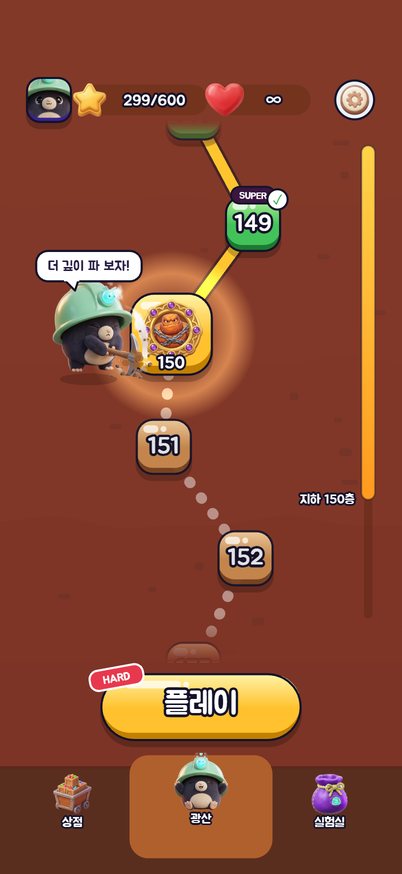 299/600
∞
SUPER
149
더 깊이 파 보자!
150
151
지하 150층
152
HARD
플레이
상점
광산
실험실